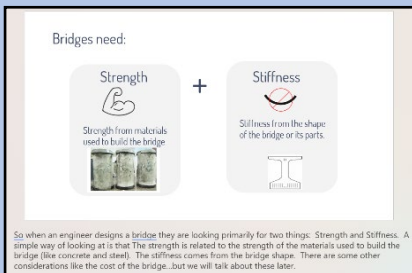 Bridges need:
Strength
+
Stiffness
Strength from materials
used to build the bridge
Stiffness from the shape
of the bridge or its parts.
So when an engineer designs a bridge they are looking primarily for two things: Strength and Stiffness. A
simple way of looking at is that The strength is related to the strength of the materials used to build the
bridge (like concrete and steel). The stiffness comes from the bridge shape. There are some other
considerations like the cost of the bridge...but we will talk about these later.